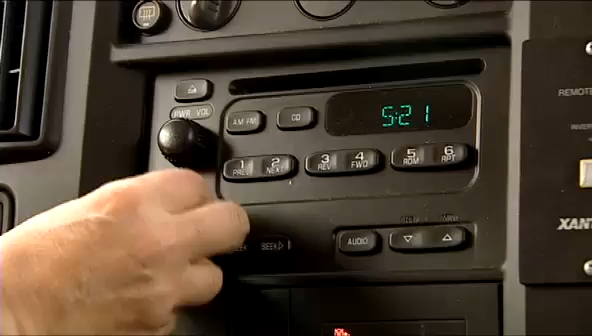 5:21
REMOTE
PWR VOL
AM FM
CD
1 PREV
2 NEXT
3 REV
4 FWD
5 RDM
6 RPT
SEEK
AUDIO
XANT